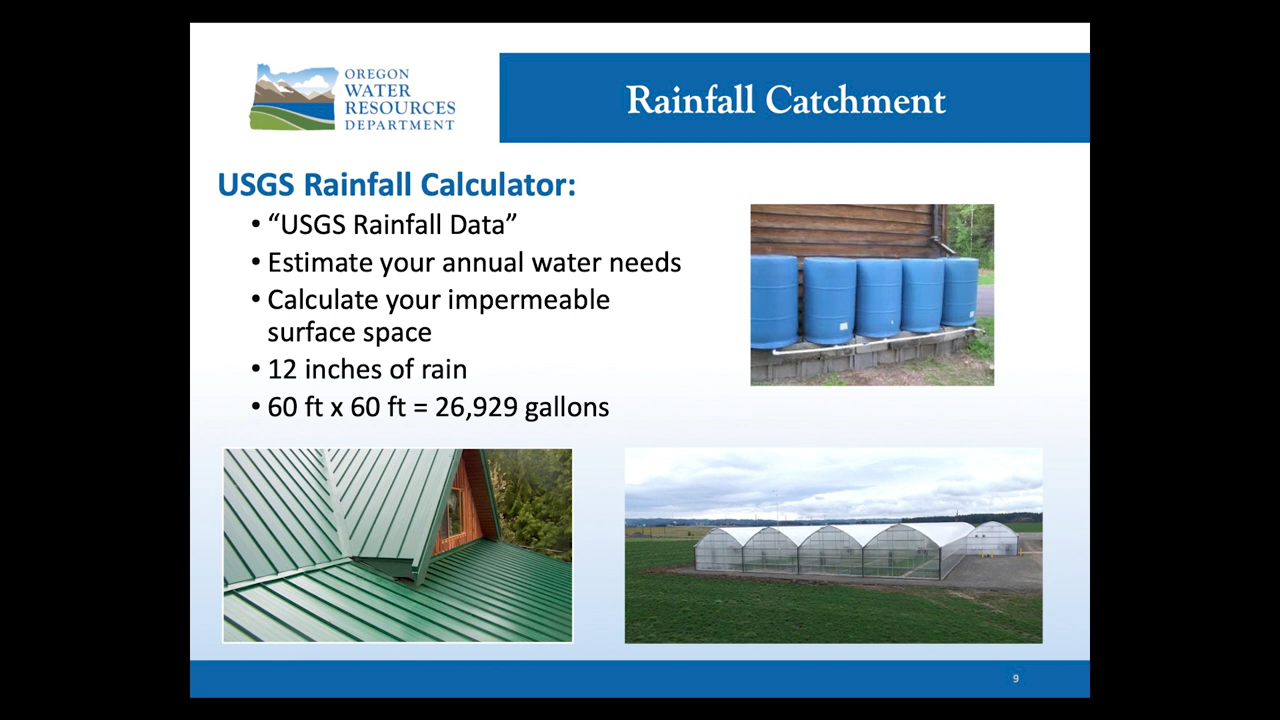 OREGON
WATER
RESOURCES
DEPARTMENT
Rainfall Catchment
USGS Rainfall Calculator:
• “USGS Rainfall Data”
• Estimate your annual water needs
• Calculate your impermeable
surface space
• 12 inches of rain
• 60 ft x 60 ft = 26,929 gallons
9